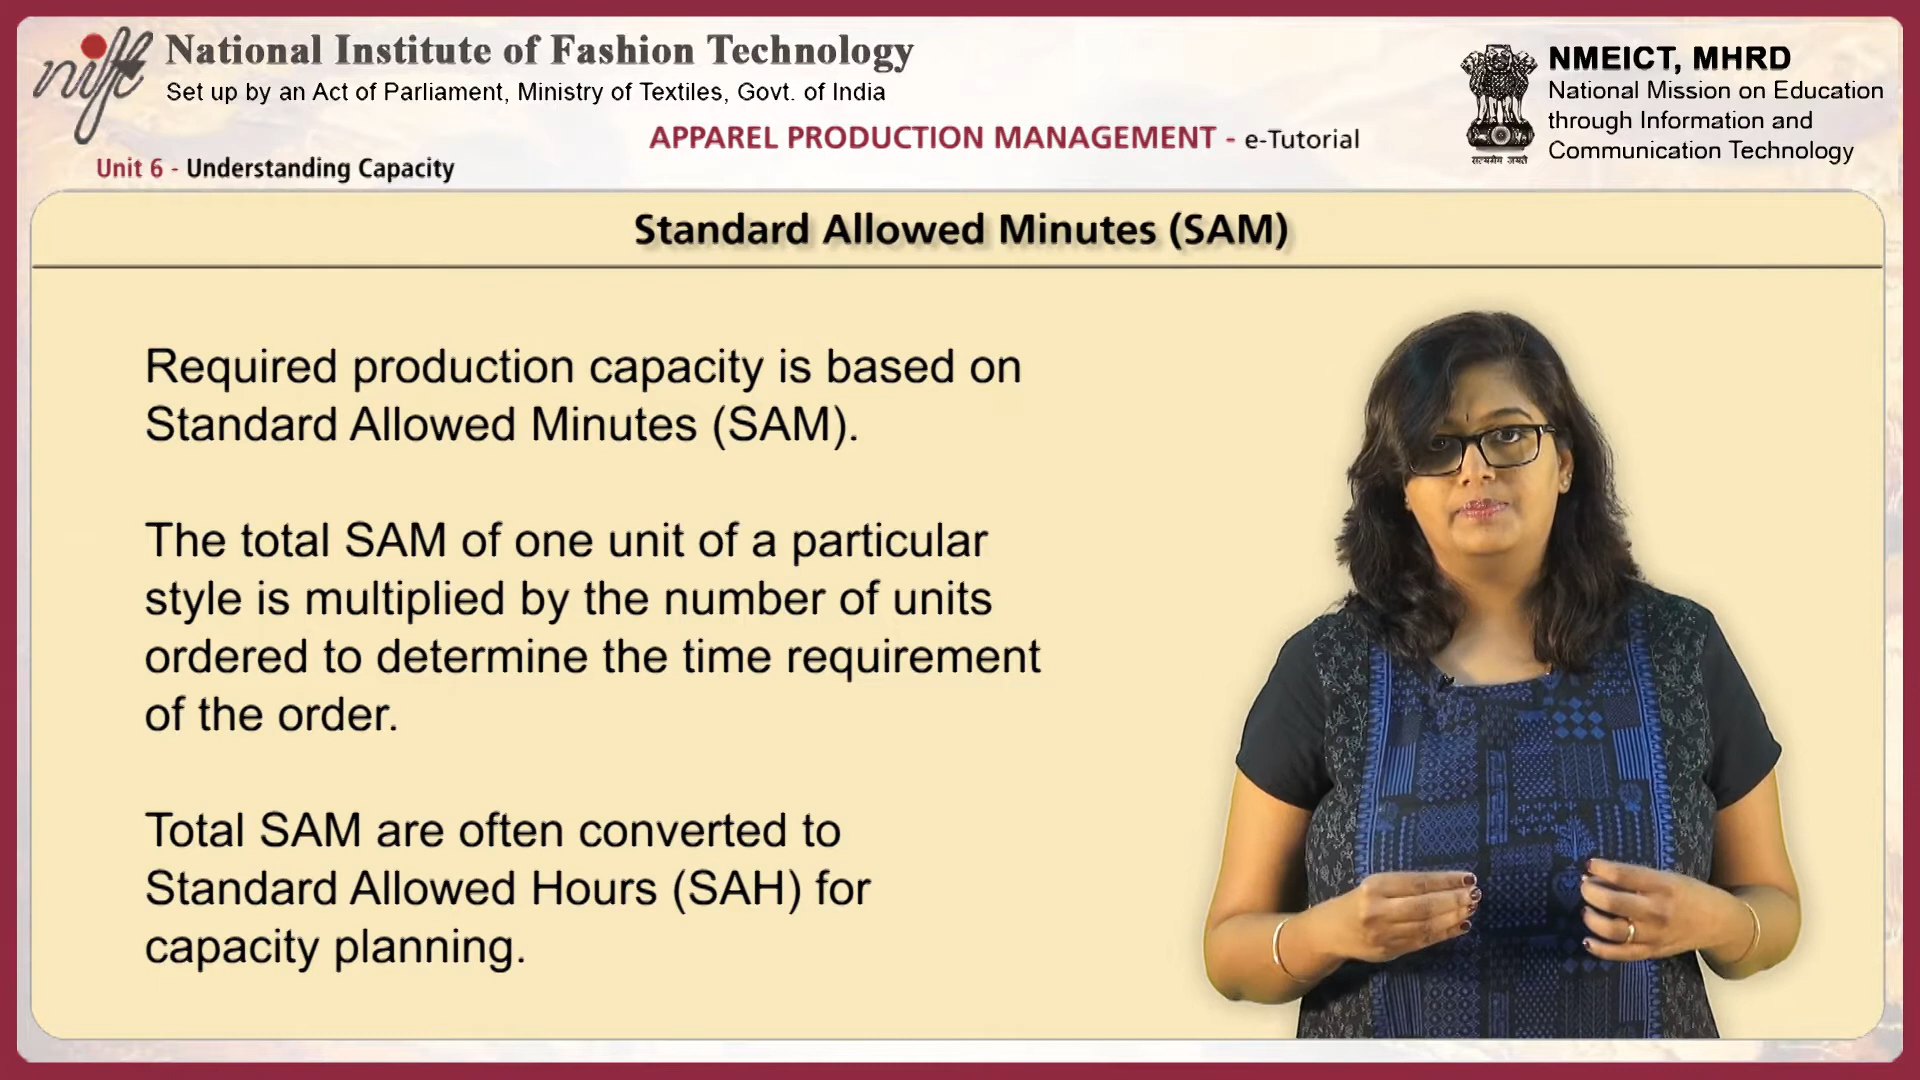 nift
National Institute of Fashion Technology
Set up by an Act of Parliament, Ministry of Textiles, Govt. of India
NMEICT, MHRD
National Mission on Education
through Information and
Communication Technology
सत्यमेव जयते
APPAREL PRODUCTION MANAGEMENT - e-Tutorial
Unit 6 - Understanding Capacity
Standard Allowed Minutes (SAM)
Required production capacity is based on
Standard Allowed Minutes (SAM).
The total SAM of one unit of a particular
style is multiplied by the number of units
ordered to determine the time requirement
of the order.
Total SAM are often converted to
Standard Allowed Hours (SAH) for
capacity planning.